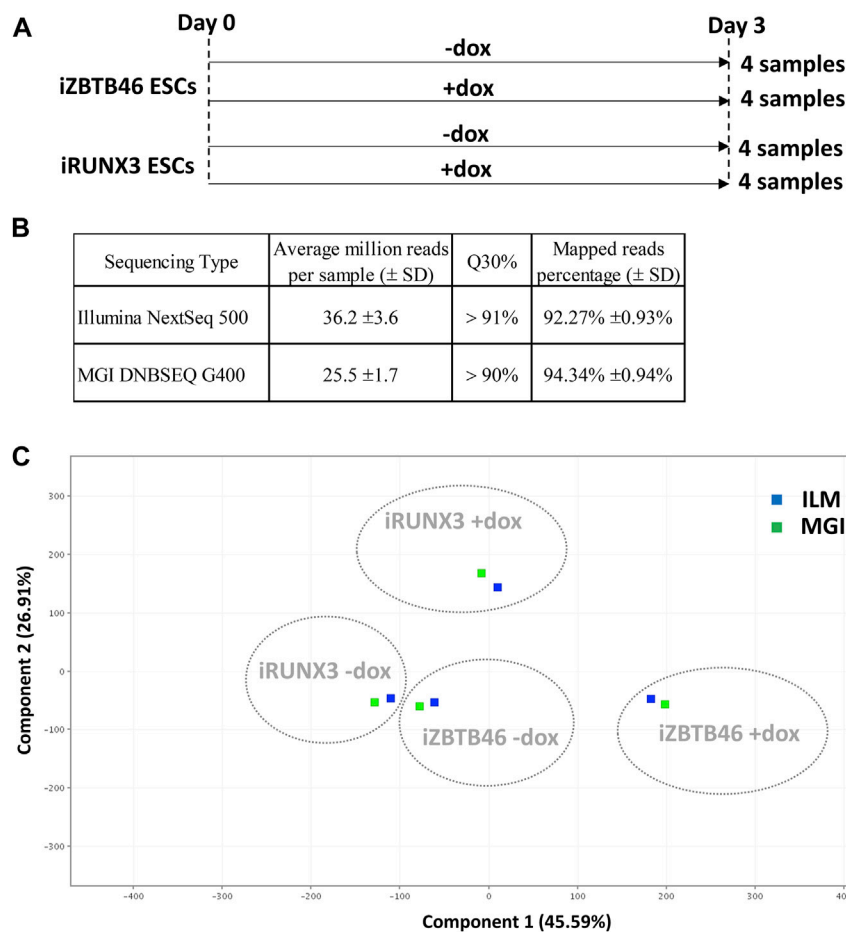 A
Day 0
Day 3
-dox
4 samples
iZBTB46 ESCs
+dox
4 samples
-dox
4 samples
iRUNX3 ESCs
+dox
4 samples
B
Sequencing Type
Average million reads
per sample (± SD)
Q30%
Mapped reads
percentage (± SD)
Illumina NextSeq 500
36.2 ±3.6
> 91%
92.27% ±0.93%
MGI DNBSEQ G400
25.5 ±1.7
> 90%
94.34% ±0.94%
C
Component 2 (26.91%)
300
200
100
0
-100
-200
-300
iRUNX3 +dox
ILM
MGI
iRUNX3 -dox
iZBTB46 -dox
iZBTB46 +dox
-400
-300
-200
-100
0
100
200
300
40
Component 1 (45.59%)